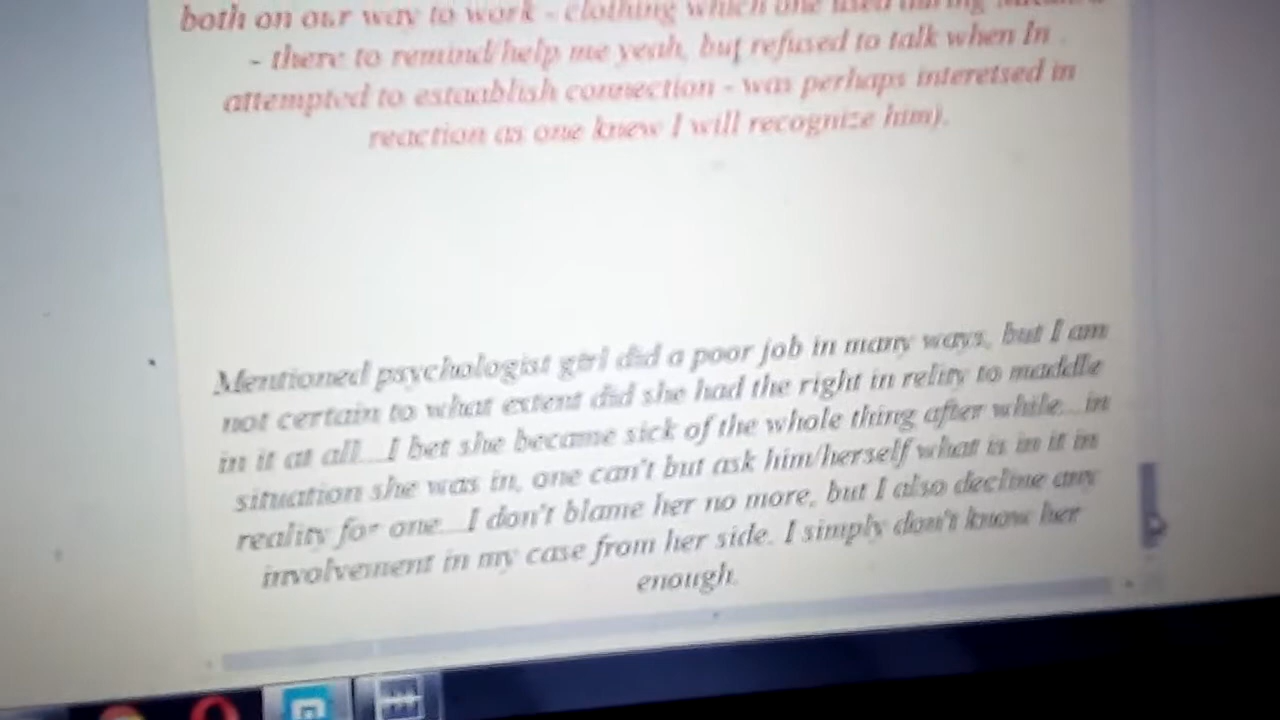 both on our way to work - clothing which one used during
- there to remind/help me yeah, but refused to talk when In
attempted to estaablish connection - was perhaps interetsed in
reaction as one knew I will recognize him).
Mentioned psychologist girl did a poor job in many ways, but I am
not certain to what extent did she had the right in relity to maddle
in it at all....I bet she became sick of the whole thing after while...in
situation she was in, one can't but ask him/herself what is in it in
reality for one....I don't blame her no more, but I also decline any
involvement in my case from her side. I simply don't know her
enough.